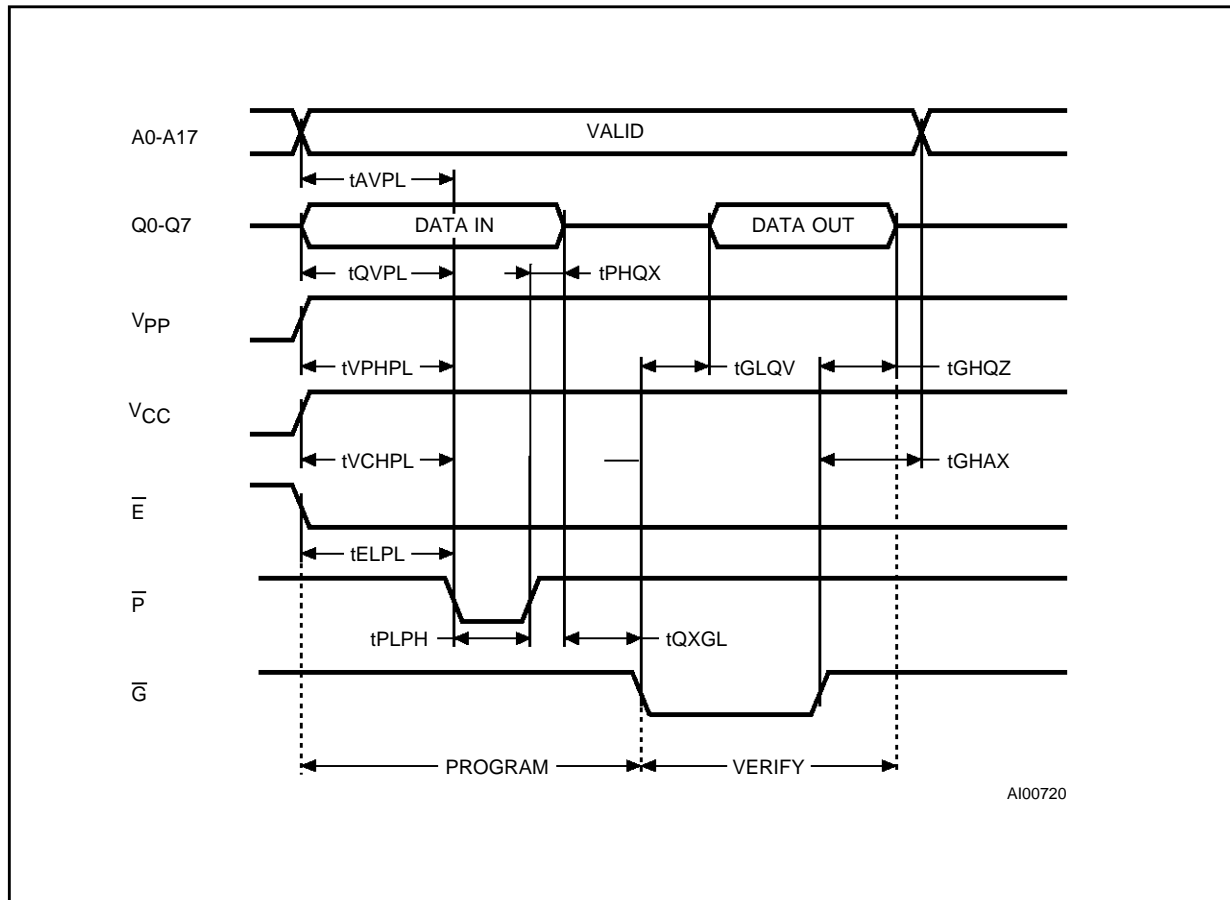 A0-A17 VALID
tAVPL
Q0-Q7 DATA IN DATA OUT
tQVPL tPHQX
VPP
tVPHPL tGLQV tGHQZ
VCC
tVCHPL tGHAX
E̅
tELPL
P̅
tPLPH tQXGL
G̅
PROGRAM VERIFY
AI00720